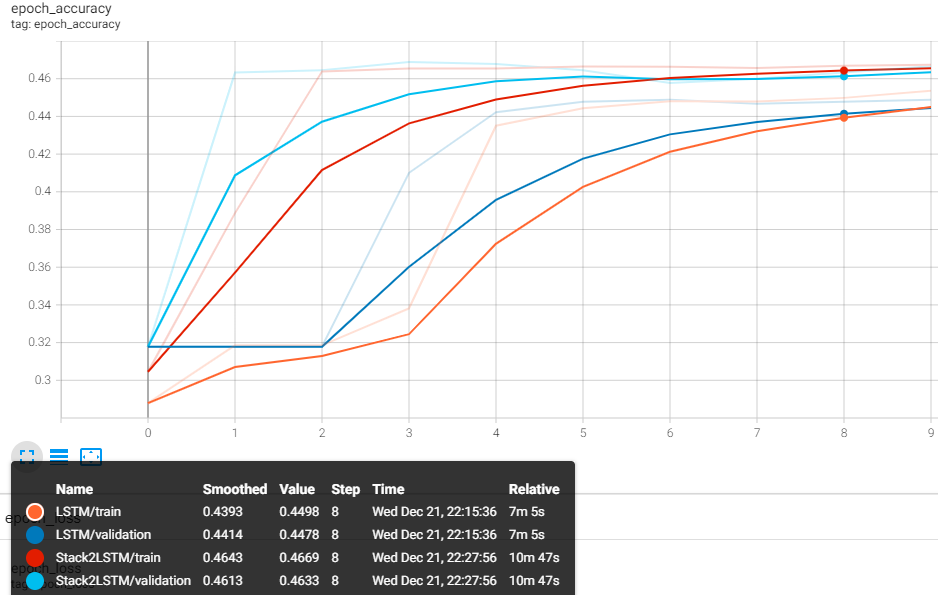 epoch_accuracy
tag: epoch_accuracy
0.46
0.44
0.42
0.4
0.38
0.36
0.34
0.32
0.3
0 1 2 3 4 5 6 7 8 9
epoch_loss
Name Smoothed Value Step Time Relative
LSTM/train 0.4393 0.4498 8 Wed Dec 21, 22:15:36 7m 5s
LSTM/validation 0.4414 0.4478 8 Wed Dec 21, 22:15:36 7m 5s
Stack2LSTM/train 0.4643 0.4669 8 Wed Dec 21, 22:27:56 10m 47s
Stack2LSTM/validation 0.4613 0.4633 8 Wed Dec 21, 22:27:56 10m 47s
epoch_loss
tag: epoch_loss